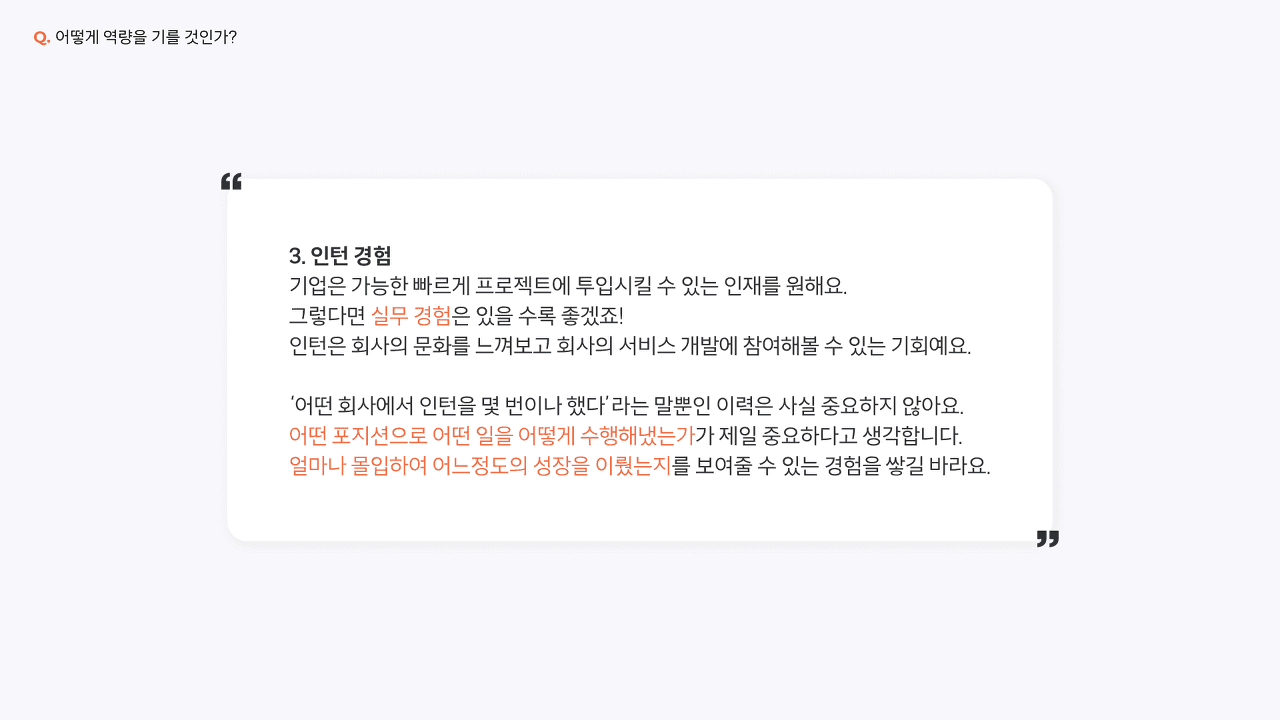 Q. 어떻게 역량을 기를 것인가?
“
3. 인턴 경험
기업은 가능한 빠르게 프로젝트에 투입시킬 수 있는 인재를 원해요.
그렇다면 실무 경험은 있을 수록 좋겠죠!
인턴은 회사의 문화를 느껴보고 회사의 서비스 개발에 참여해볼 수 있는 기회예요.
‘어떤 회사에서 인턴을 몇 번이나 했다’라는 말뿐인 이력은 사실 중요하지 않아요.
어떤 포지션으로 어떤 일을 어떻게 수행해냈는가가 제일 중요하다고 생각합니다.
얼마나 몰입하여 어느정도의 성장을 이뤘는지를 보여줄 수 있는 경험을 쌓길 바라요.
”